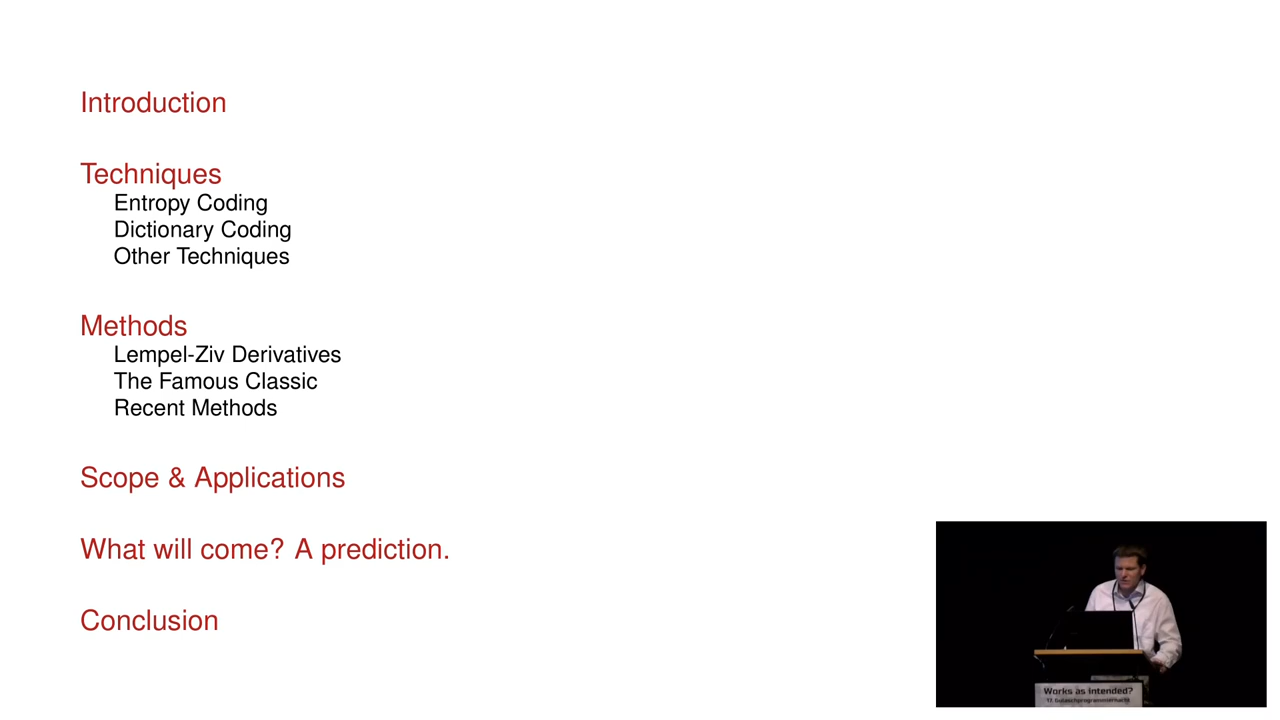 Introduction
Techniques
Entropy Coding
Dictionary Coding
Other Techniques
Methods
Lempel-Ziv Derivatives
The Famous Classic
Recent Methods
Scope & Applications
What will come? A prediction.
Conclusion
Works as intended?